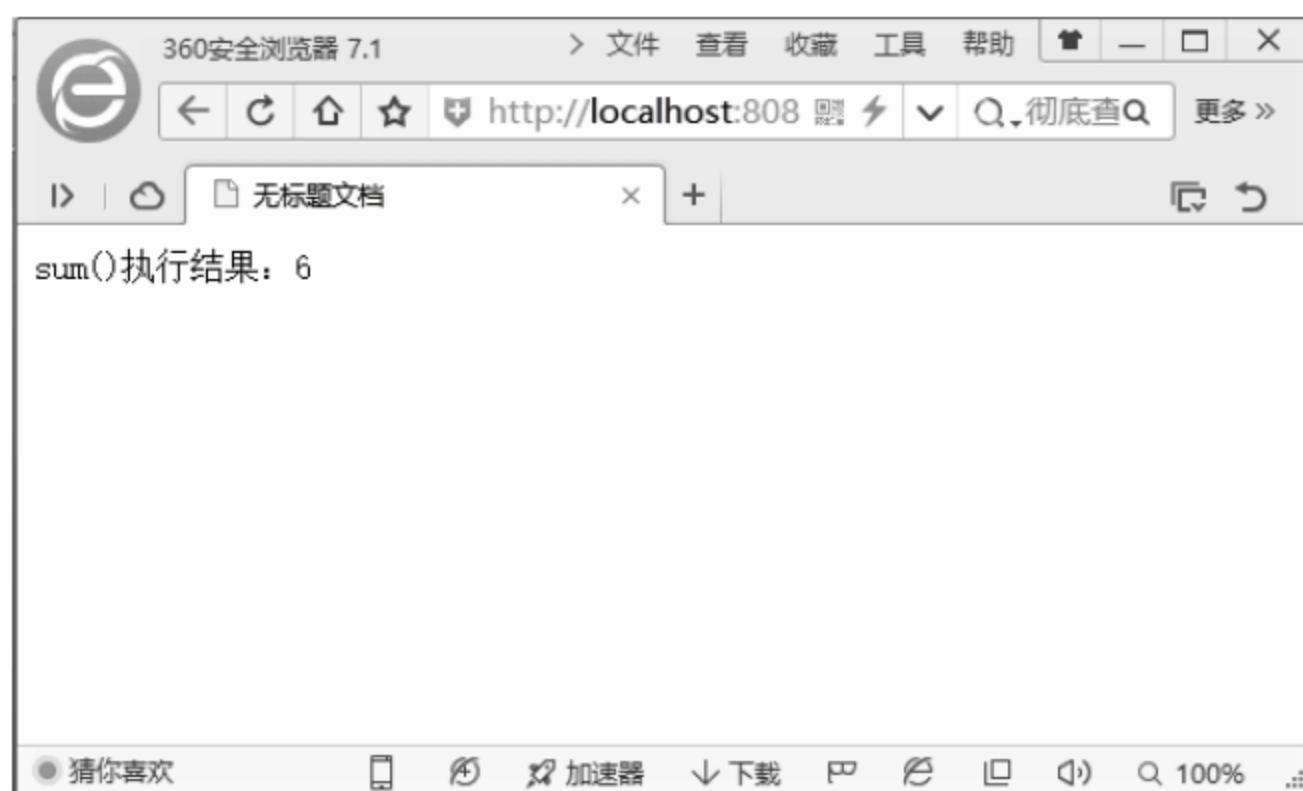 360安全浏览器 7.1 > 文件 查看 收藏 工具 帮助
http://localhost:808 彻底查 更多 »
无标题文档
sum()执行结果：6
猜你喜欢 加速器 下载 100%